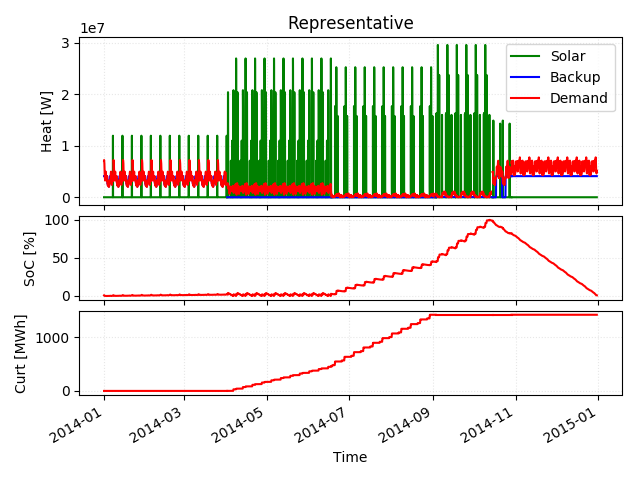 Representative
1e7
3
2
1
0
Heat [W]
Solar
Backup
Demand
100
50
0
SoC [%]
1000
0
Curt [MWh]
2014-01
2014-03
2014-05
2014-07
2014-09
2014-11
2015-01
Time